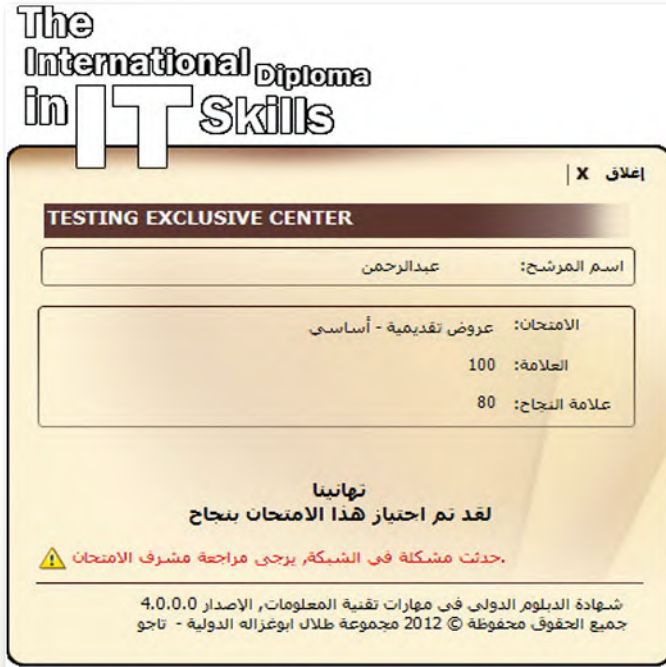 The
International Diploma
in IT Skills
إغلاق X |
TESTING EXCLUSIVE CENTER
اسم المرشح: عبدالرحمن
الامتحان: عروض تقديمية - أساسي
العلامة: 100
علامة النجاح: 80
تهانينا
لقد تم اجتياز هذا الامتحان بنجاح
حدثت مشكلة في الشبكة, يرجى مراجعة مشرف الامتحان.
شهادة الدبلوم الدولي في مهارات تقنية المعلومات, الإصدار 4.0.0.0
جميع الحقوق محفوظة © 2012 مجموعة طلال ابوغزاله الدولية - تاجو